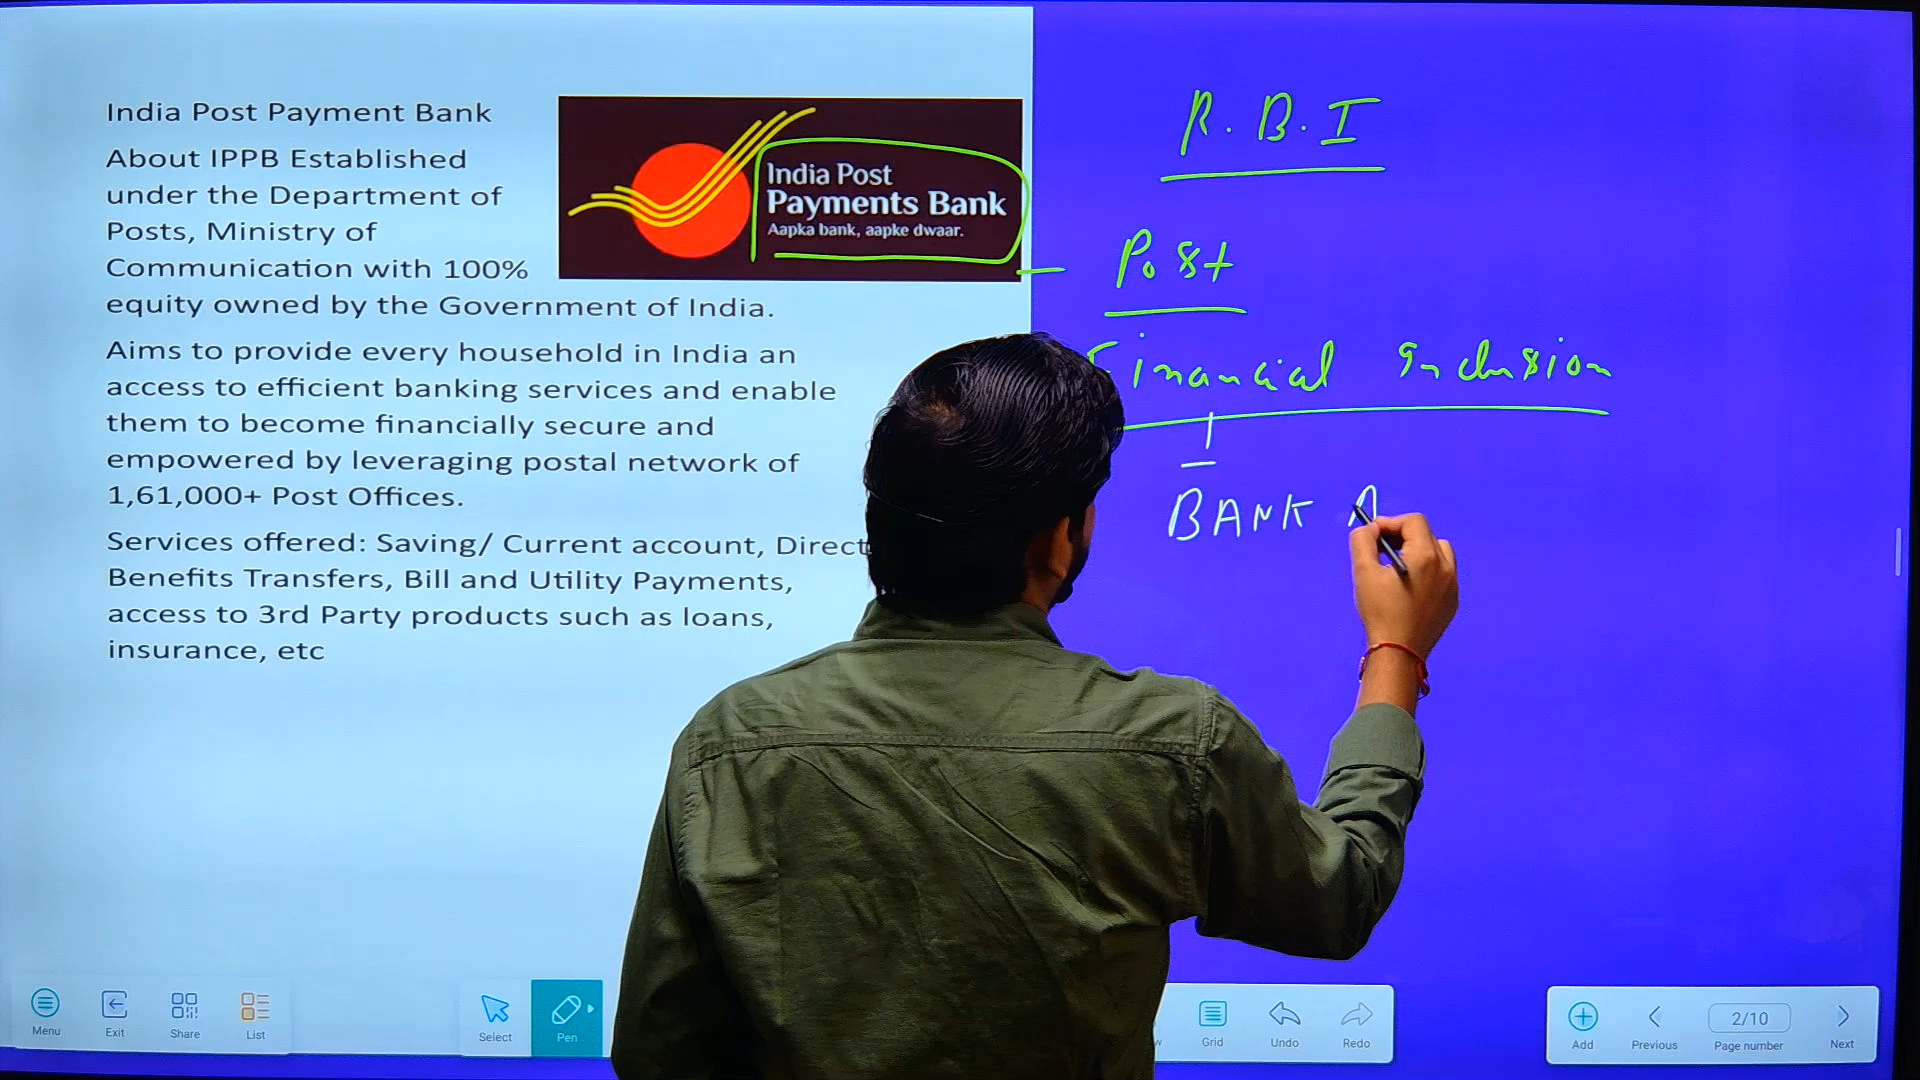 India Post Payment Bank
About IPPB Established
under the Department of
Posts, Ministry of
Communication with 100%
equity owned by the Government of India.
Aims to provide every household in India an
access to efficient banking services and enable
them to become financially secure and
empowered by leveraging postal network of
1,61,000+ Post Offices.
Services offered: Saving/ Current account, Direct
Benefits Transfers, Bill and Utility Payments,
access to 3rd Party products such as loans,
insurance, etc
India Post
Payments Bank
Aapka bank, aapke dwaar.
R.B.I
Post
Financial Inclusion
BANK A
Menu
Exit
Share
List
Select
Pen
Grid
Undo
Redo
Add
Previous
2/10
Page number
Next